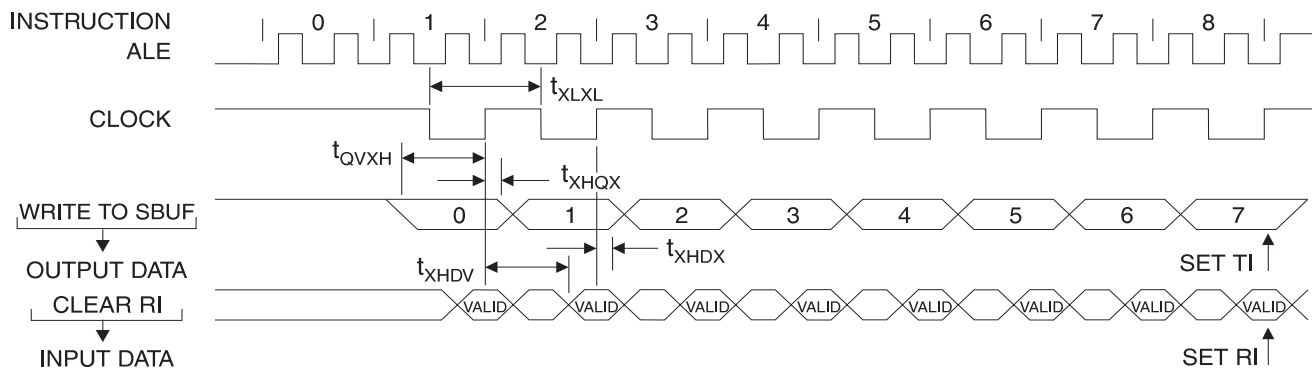 INSTRUCTION 0 1 2 3 4 5 6 7 8
ALE
tXLXL
CLOCK
tQVXH
tXHQX
WRITE TO SBUF 0 1 2 3 4 5 6 7
tXHDX
OUTPUT DATA tXHDV SET TI
CLEAR RI VALID VALID VALID VALID VALID VALID VALID VALID
INPUT DATA SET RI